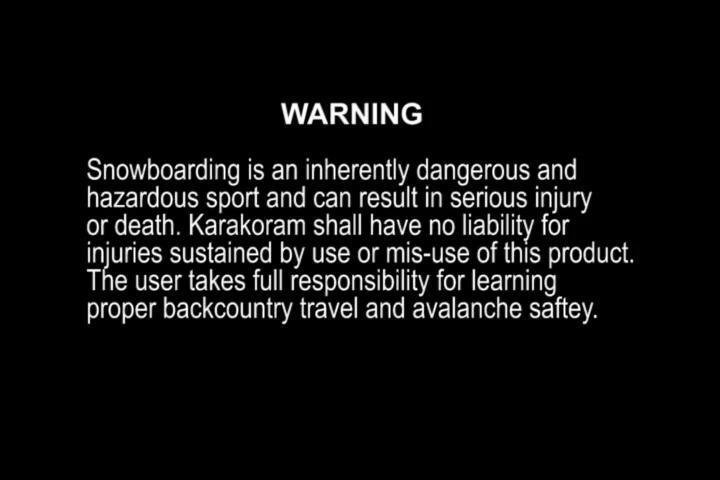 WARNING
Snowboarding is an inherently dangerous and
hazardous sport and can result in serious injury
or death. Karakoram shall have no liability for
injuries sustained by use or mis-use of this product.
The user takes full responsibility for learning
proper backcountry travel and avalanche saftey.